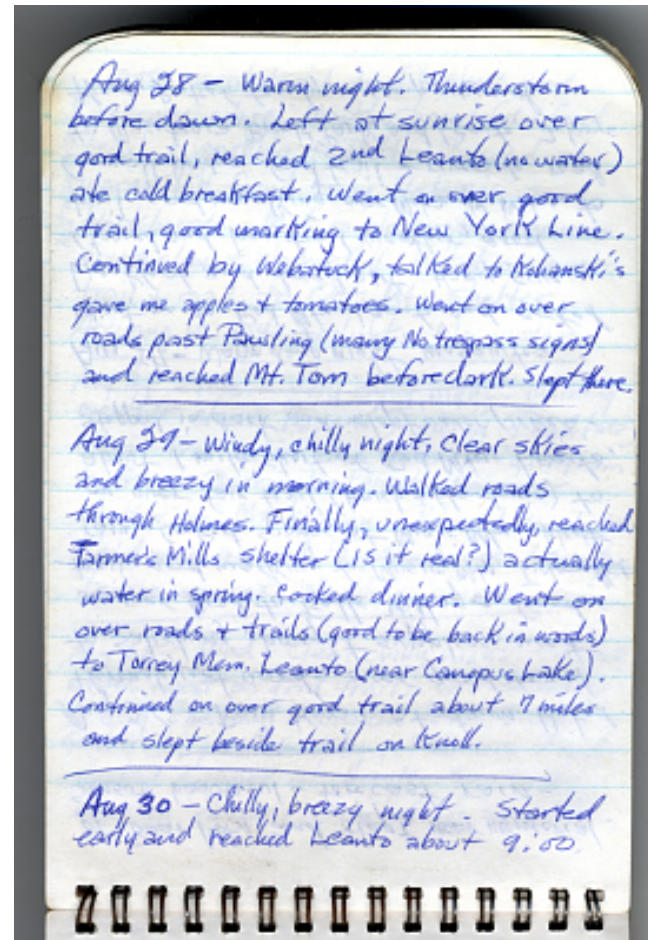 Aug 28 – Warm night. Thunderstorm
before dawn. Left at sunrise over
good trail, reached 2nd Leanto (no water)
ate cold breakfast. Went on over good
trail, good marking to New York Line.
Continued by Webatuck, talked to Kohanski's
gave me apples + tomatoes. Went on over
roads past Pawling (many No trespass signs)
and reached Mt. Tom before dark. Slept there.
Aug 29 – Windy, chilly night. Clear skies
and breezy in morning. Walked roads
through Holmes. Finally, unexpectedly, reached
Farmer's Mills shelter (is it real?) actually
water in spring. Cooked dinner. Went on
over roads + trails (good to be back in woods)
to Torrey Mem. Leanto (near Canopus Lake).
Continued on over good trail about 7 miles
and slept beside trail on Knoll.
Aug 30 – Chilly, breezy night. Started
early and reached Leanto about 9:00